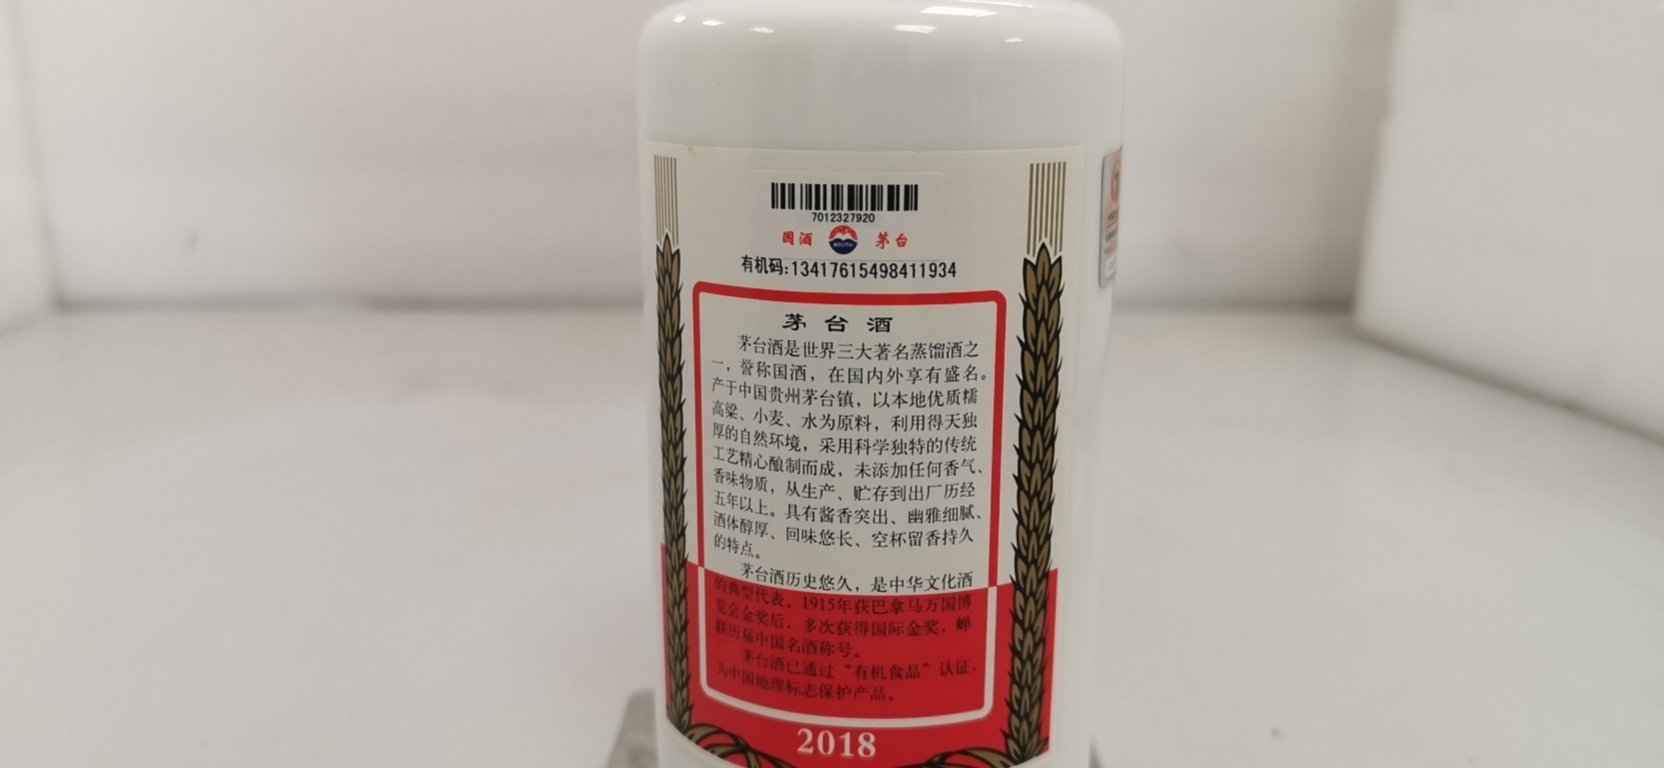 7012327920
国酒 MOUTAI 茅台
有机码:13417615498411934
茅台酒
茅台酒是世界三大著名蒸馏酒之
一，誉称国酒，在国内外享有盛名。
产于中国贵州茅台镇，以本地优质糯
高粱、小麦、水为原料，利用得天独
厚的自然环境，采用科学独特的传统
工艺精心酿制而成，未添加任何香气、
香味物质，从生产、贮存到出厂历经
五年以上。具有酱香突出、幽雅细腻、
酒体醇厚、回味悠长、空杯留香持久
的特点。
茅台酒历史悠久，是中华文化酒
的典型代表。1915年获巴拿马万国博
览会金奖后，多次获得国际金奖，蝉
联历届中国名酒称号。
茅台酒已通过“有机食品”认证，
为中国地理标志保护产品。
2018